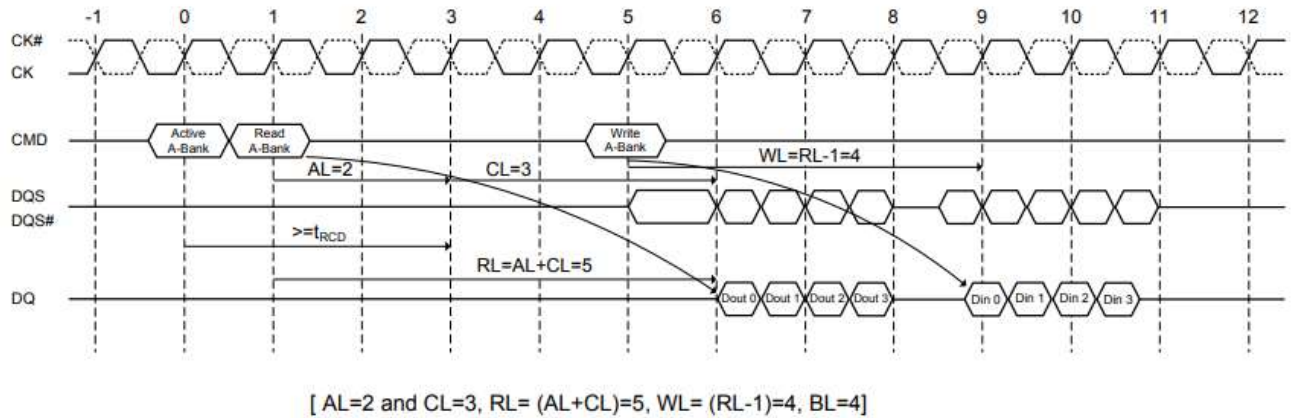 -1 0 1 2 3 4 5 6 7 8 9 10 11 12
CK#
CK
CMD Active A-Bank Read A-Bank Write A-Bank
AL=2 CL=3 WL=RL-1=4
DQS
DQS#
>=tRCD
RL=AL+CL=5
DQ Dout 0 Dout 1 Dout 2 Dout 3 Din 0 Din 1 Din 2 Din 3
[ AL=2 and CL=3, RL= (AL+CL)=5, WL= (RL-1)=4, BL=4]